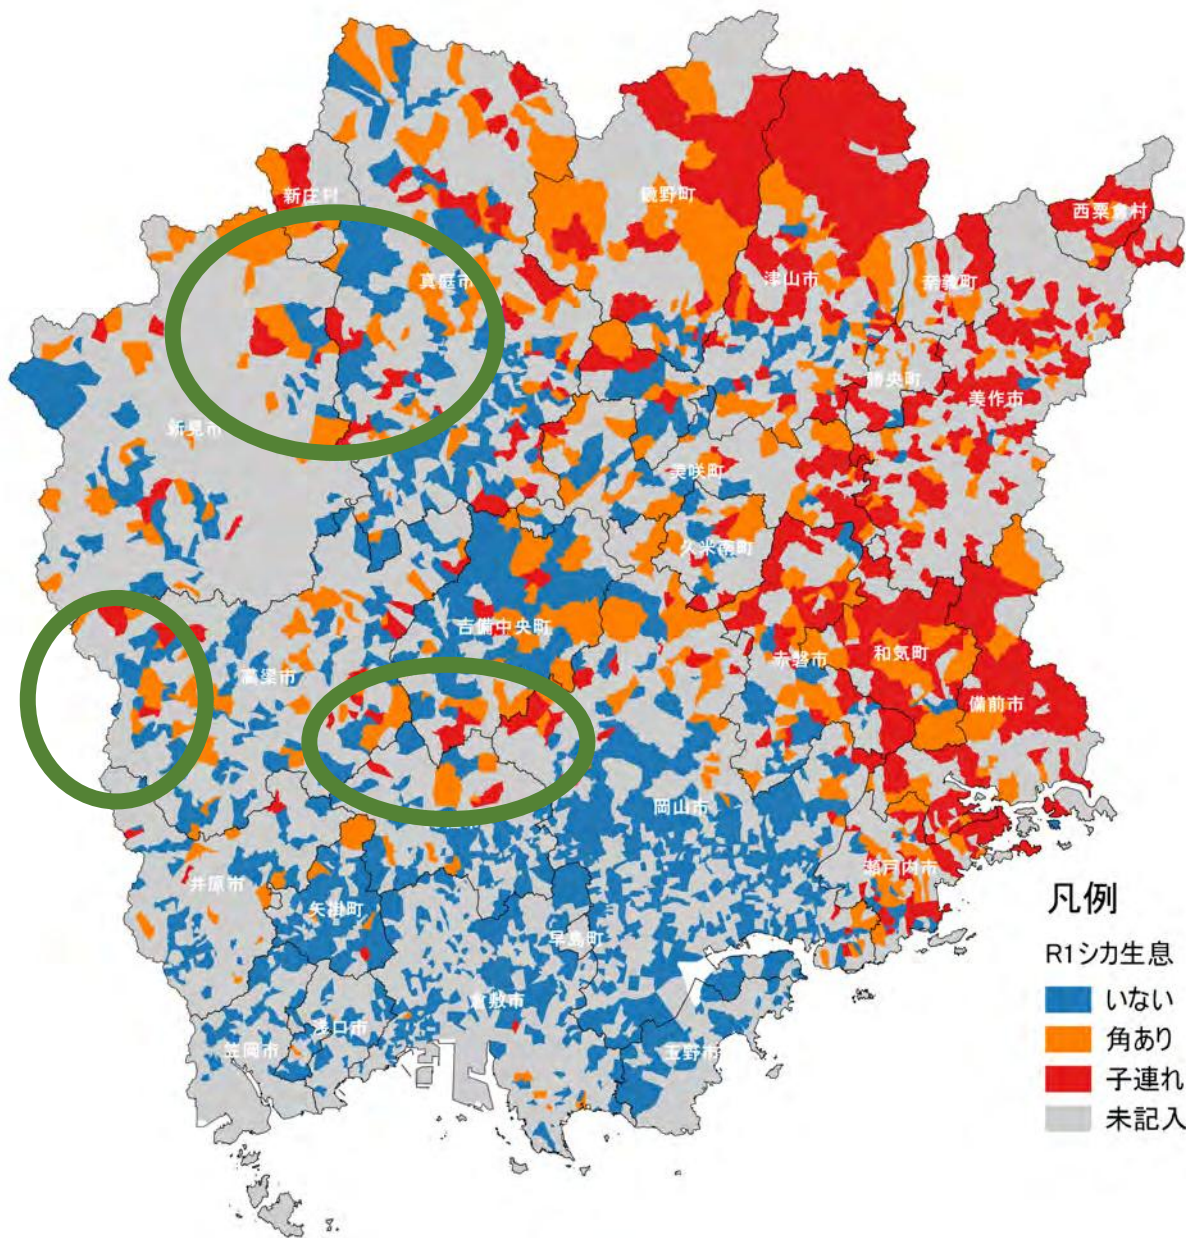 新庄村
鏡野町
西粟倉村
真庭市
津山市
奈義町
勝央町
美作市
新見市
美咲町
久米南町
吉備中央町
高梁市
赤磐市
和気町
備前市
岡山市
瀬戸内市
井原市
矢掛町
早島町
倉敷市
浅口市
笠岡市
玉野市
凡例
R1シカ生息
いない
角あり
子連れ
未記入